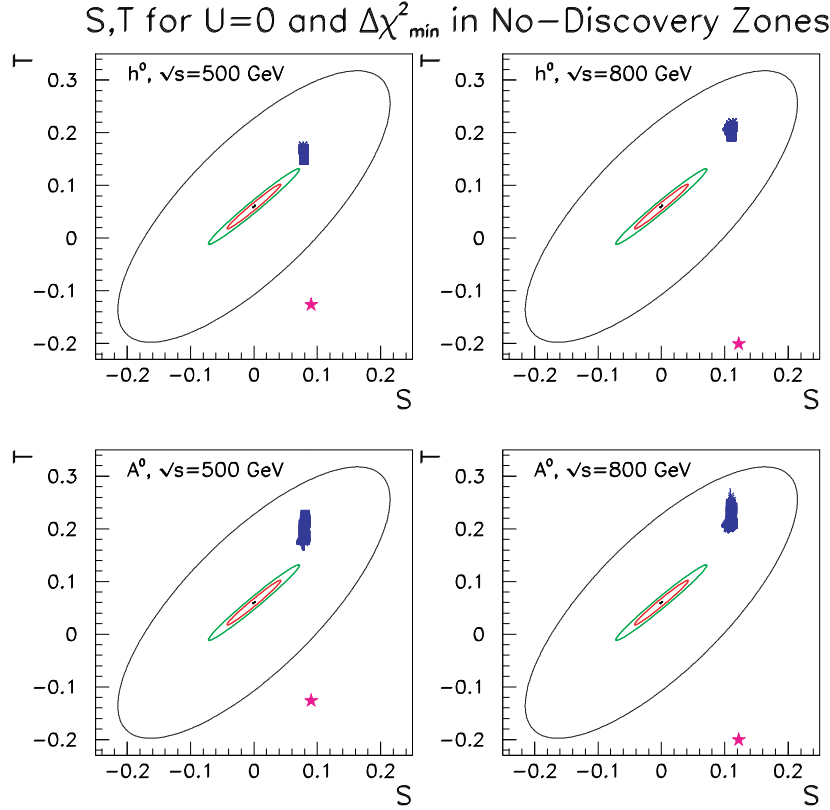 S,T for U=0 and Δχ²min in No-Discovery Zones
T T
h⁰, √s=500 GeV h⁰, √s=800 GeV
0.3 0.3
0.2 0.2
0.1 0.1
0 0
-0.1 -0.1
-0.2 -0.2
-0.2 -0.1 0 0.1 0.2 -0.2 -0.1 0 0.1 0.2
S S
T T
A⁰, √s=500 GeV A⁰, √s=800 GeV
0.3 0.3
0.2 0.2
0.1 0.1
0 0
-0.1 -0.1
-0.2 -0.2
-0.2 -0.1 0 0.1 0.2 -0.2 -0.1 0 0.1 0.2
S S